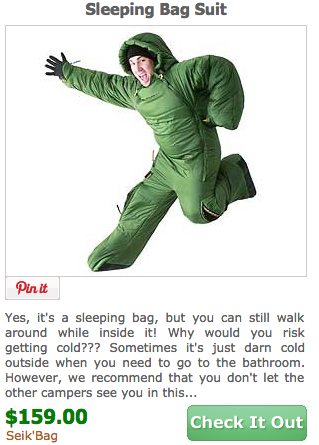 Sleeping Bag Suit
Pin it
Yes, it's a sleeping bag, but you can still walk
around while inside it! Why would you risk
getting cold??? Sometimes it's just darn cold
outside when you need to go to the bathroom.
However, we recommend that you don't let the
other campers see you in this...
$159.00
Check It Out
Seik'Bag